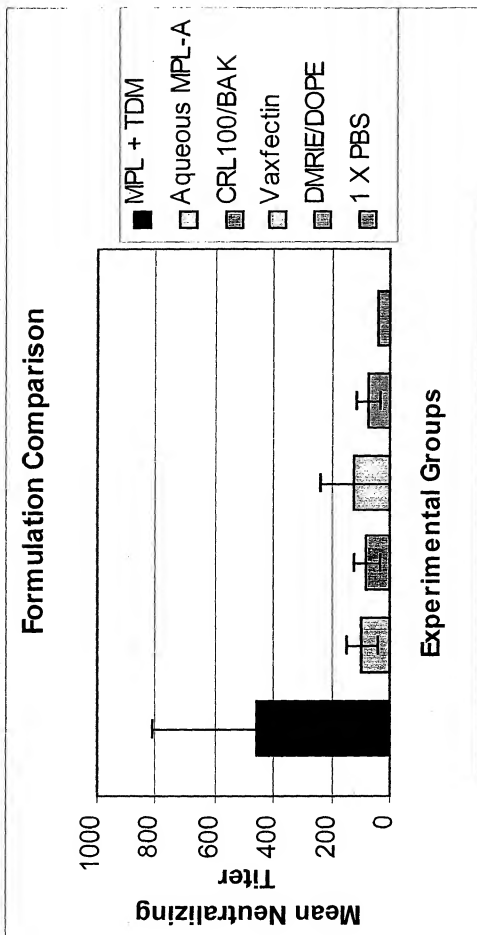 Formulation Comparison
Mean Neutralizing
Titer
1000
800
600
400
200
0
Experimental Groups
MPL + TDM
Aqueous MPL-A
CRL100/BAK
Vaxfectin
DMRIE/DOPE
1 X PBS